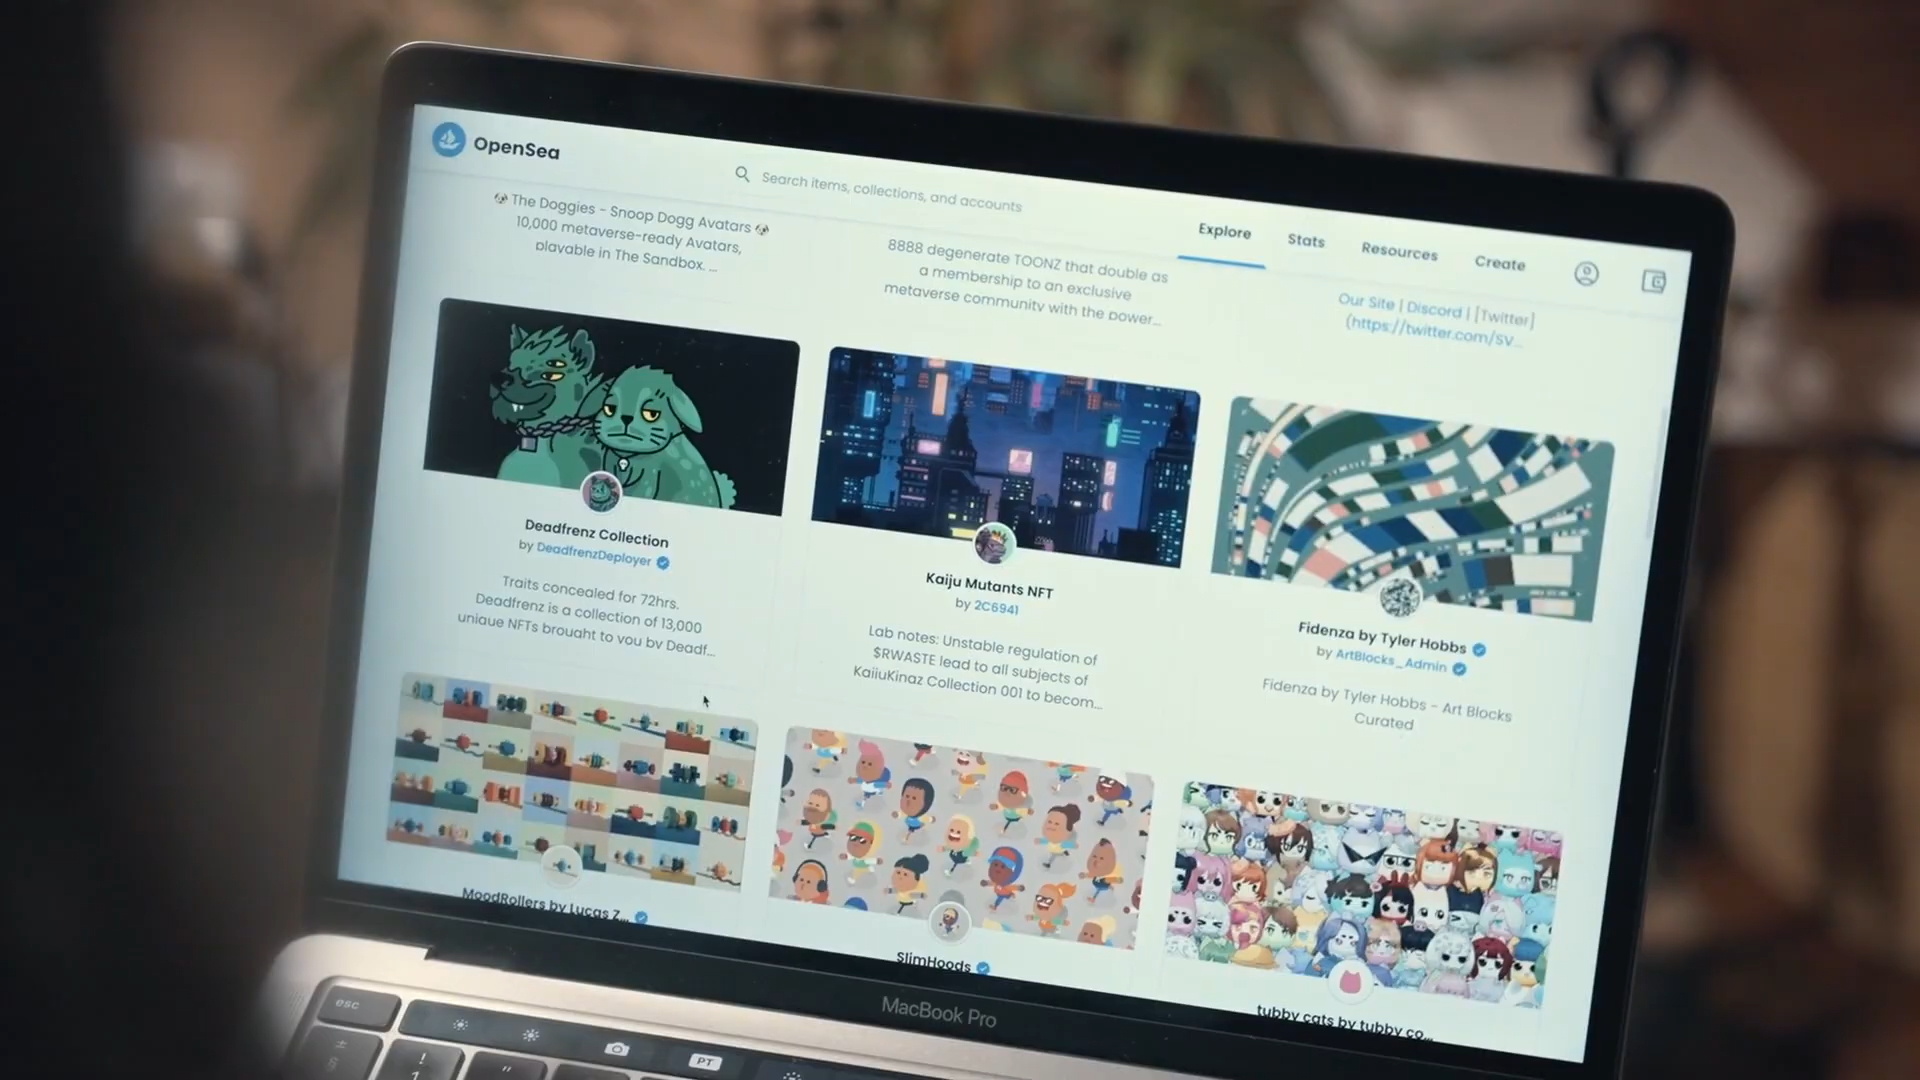 OpenSea
Search items, collections, and accounts
Explore
Stats
Resources
Create
The Doggies - Snoop Dogg Avatars
10,000 metaverse-ready Avatars,
playable in The Sandbox. ...
8888 degenerate TOONZ that double as
a membership to an exclusive
metaverse community with the power...
Our Site | Discord | [Twitter]
(https://twitter.com/SV...
Deadfrenz Collection
by DeadfrenzDeployer
Traits concealed for 72hrs.
Deadfrenz is a collection of 13,000
unique NFTs brought to you by Deadf...
Kaiju Mutants NFT
by 2C6941
Lab notes: Unstable regulation of
$RWASTE lead to all subjects of
KaijuKingz Collection 001 to becom...
Fidenza by Tyler Hobbs
by ArtBlocks_Admin
Fidenza by Tyler Hobbs - Art Blocks
Curated
MoodRollers by Lucas Z...
SlimHoods
tubby cats by tubby co...
MacBook Pro
esc
PT